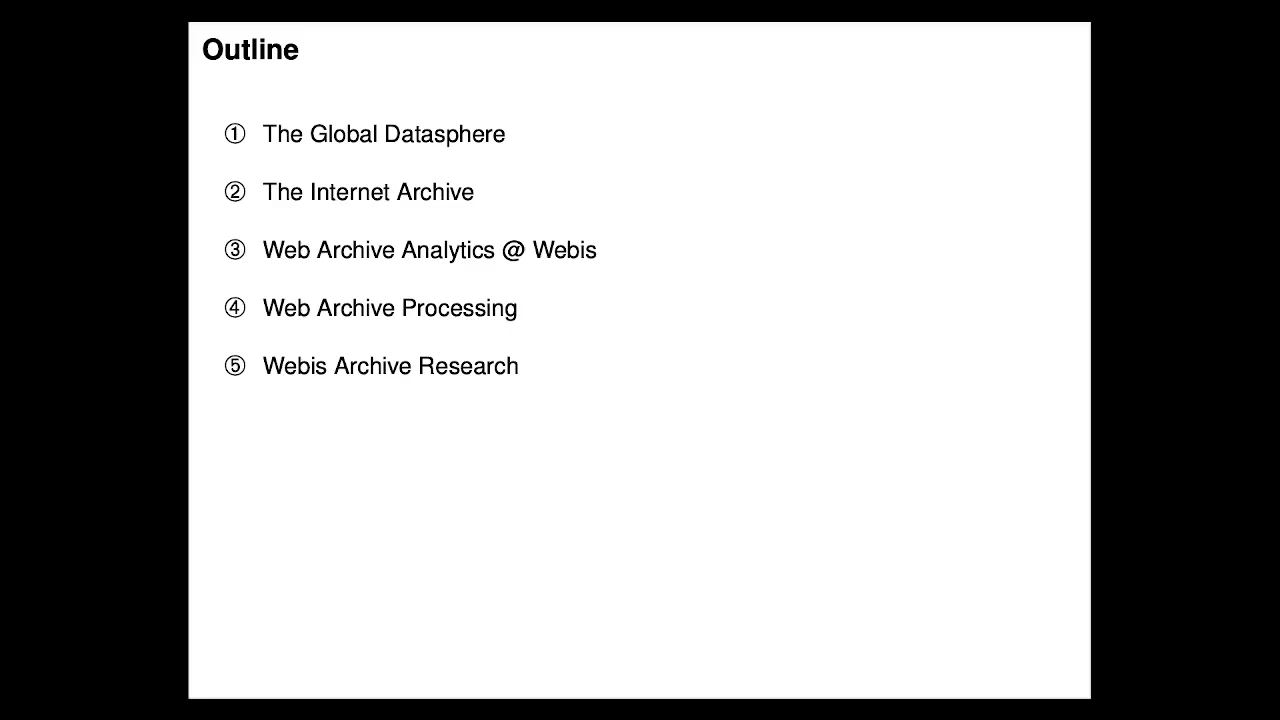 Outline
① The Global Datasphere
② The Internet Archive
③ Web Archive Analytics @ Webis
④ Web Archive Processing
⑤ Webis Archive Research